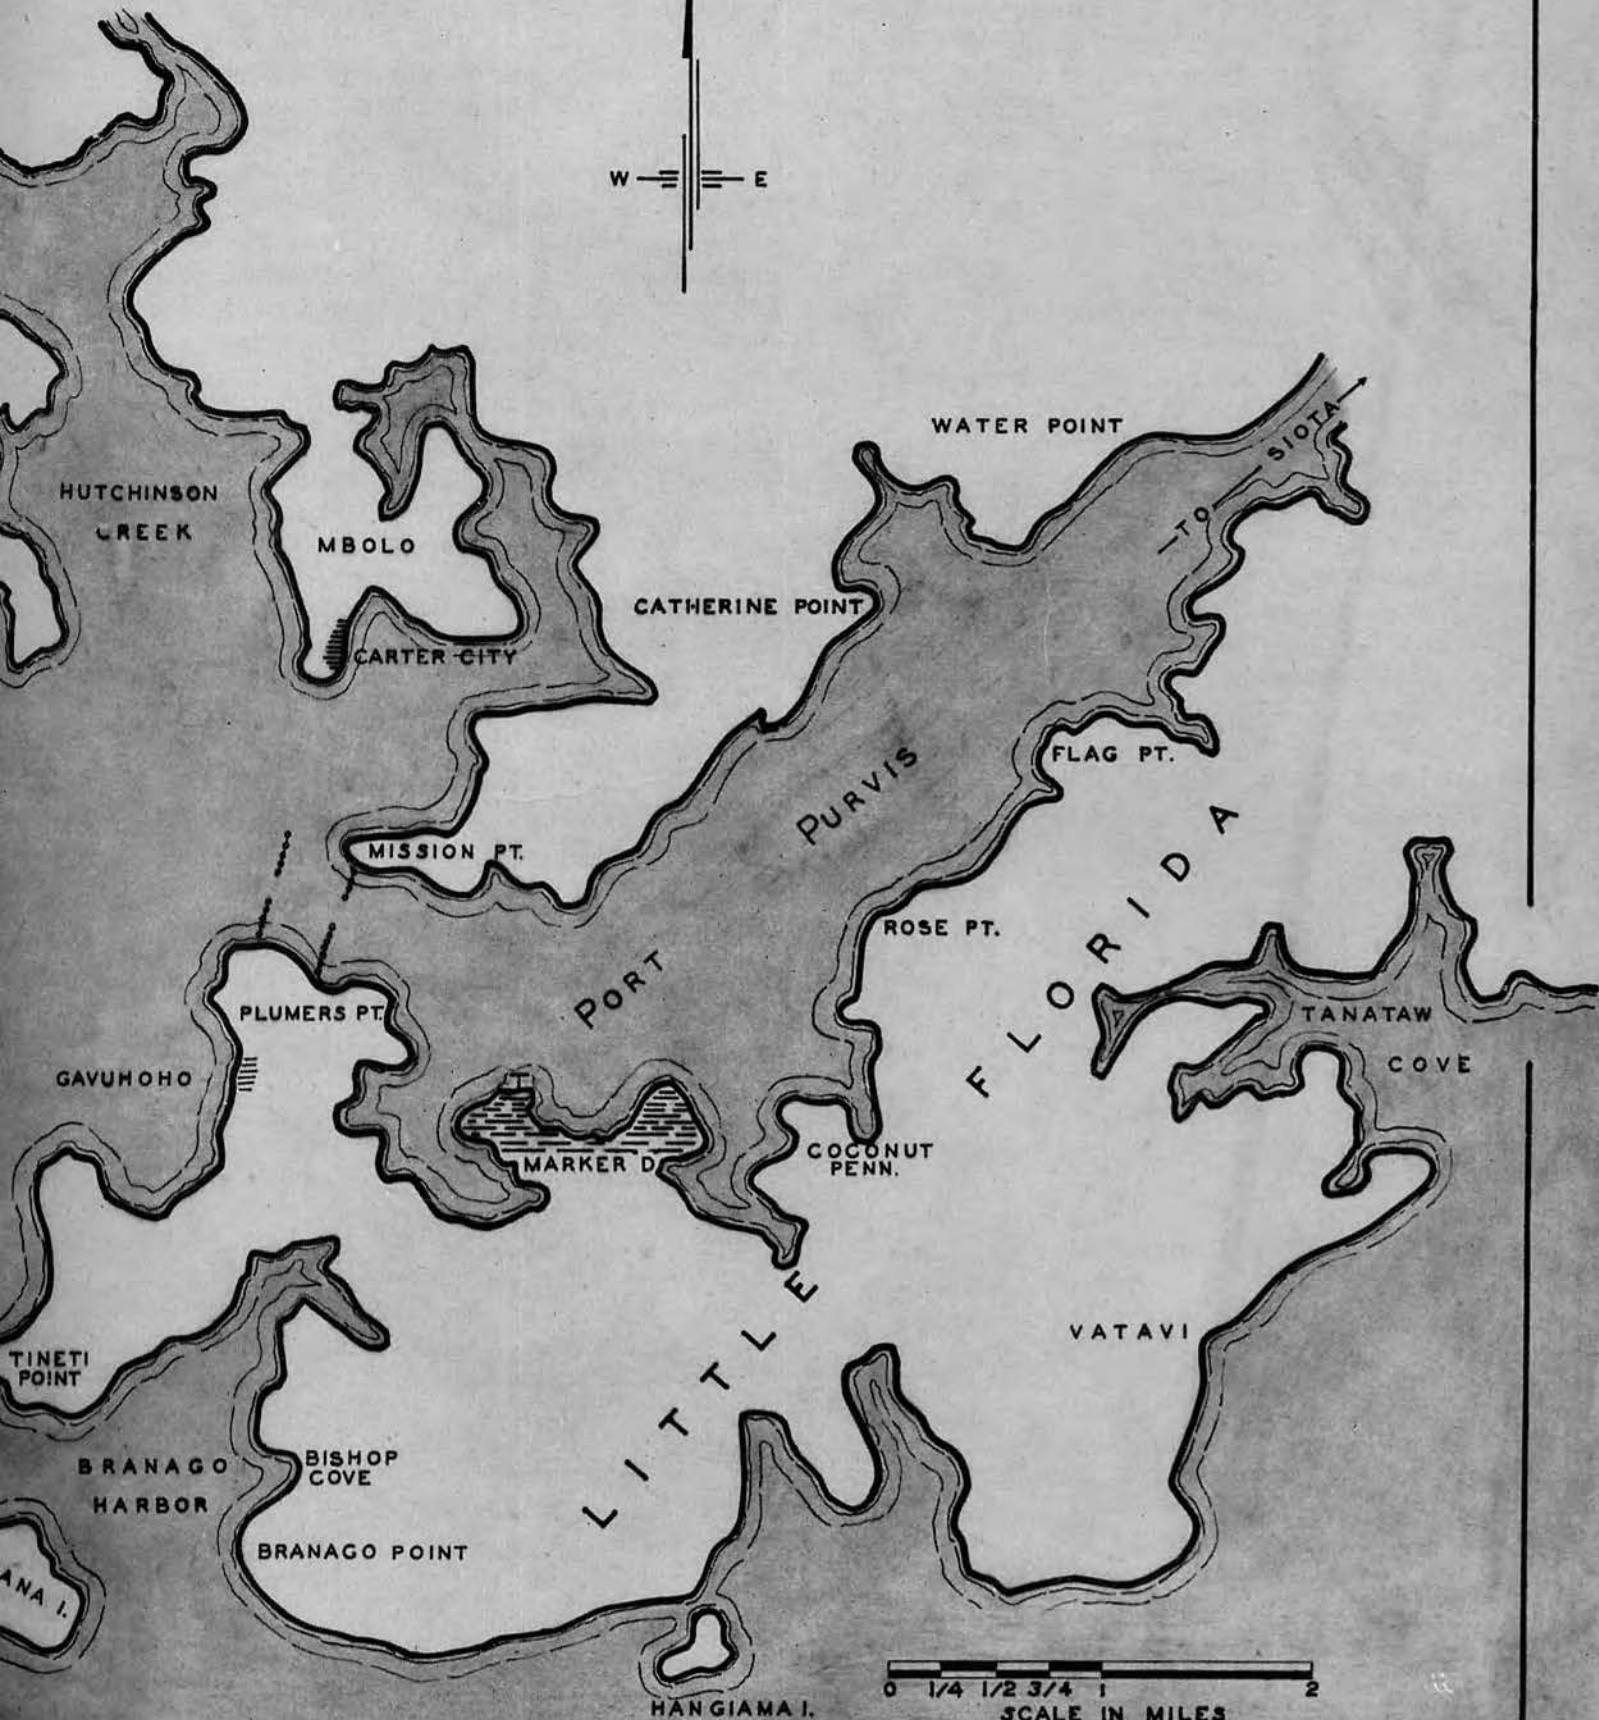 W E
WATER POINT
TO SIOTA
HUTCHINSON
CREEK
MBOLO
CATHERINE POINT
CARTER CITY
FLAG PT.
PURVIS
MISSION PT.
ROSE PT.
PORT
PLUMERS PT.
TANATAW
COVE
GAVUHOHO
FLORIDA
COCONUT
PENN.
MARKER D.
LITTLE
VATAVI
TINETI
POINT
BISHOP
COVE
BRANAGO
HARBOR
BRANAGO POINT
ANA I.
HANGIAMA I.
0 1/4 1/2 3/4 1 2
SCALE IN MILES